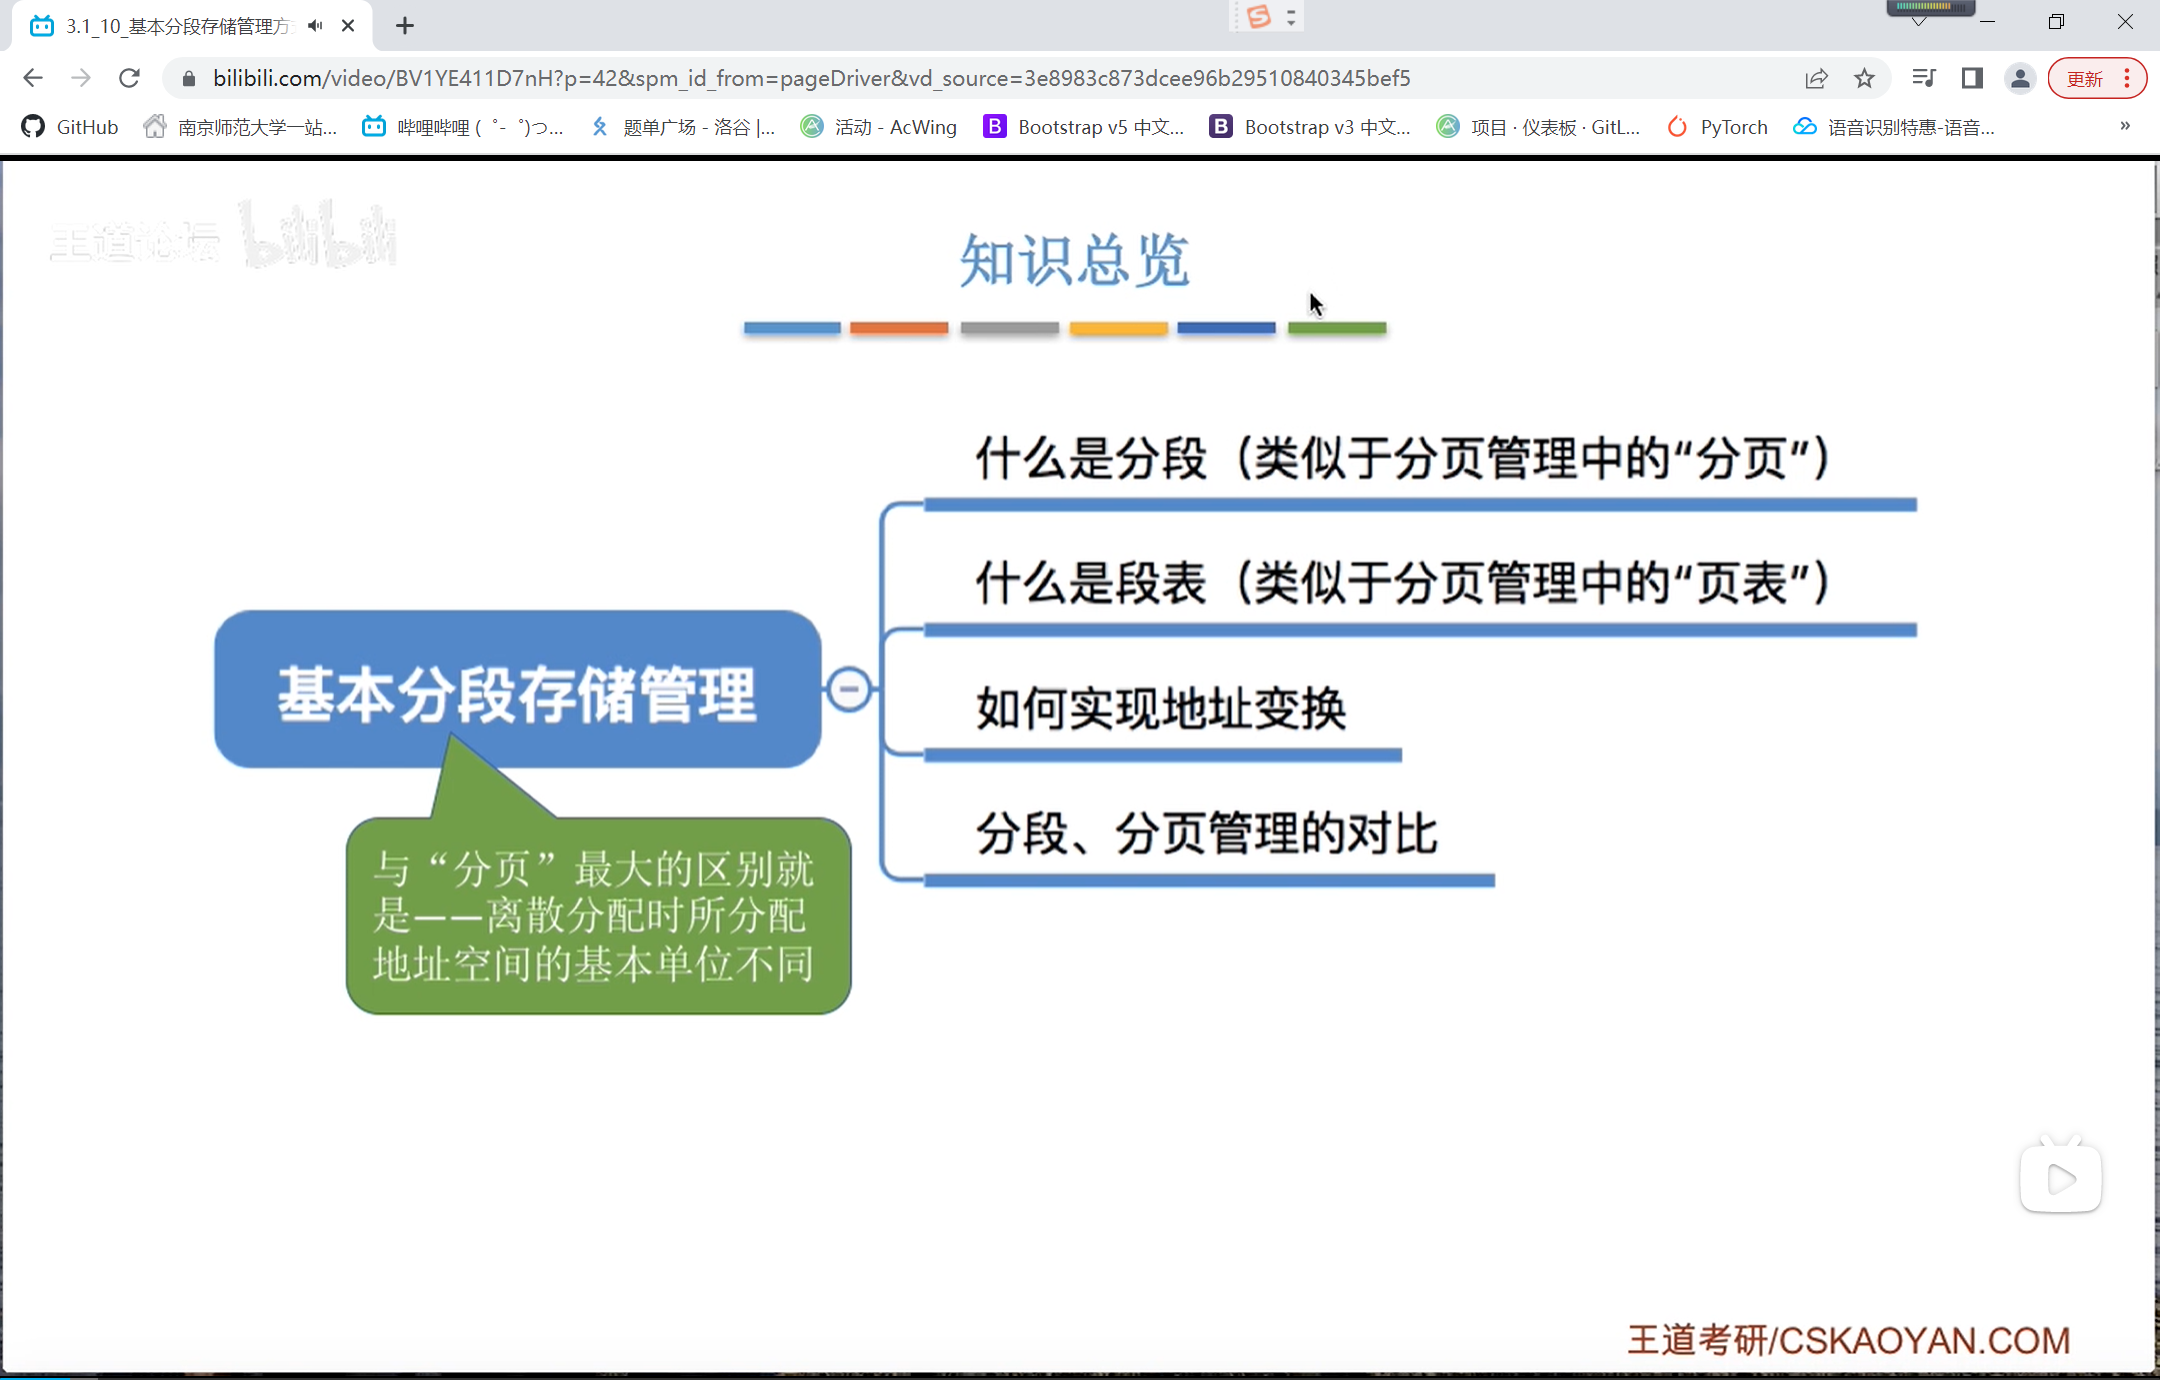 3.1_10_基本分段存储管理方
bilibili.com/video/BV1YE411D7nH?p=42&spm_id_from=pageDriver&vd_source=3e8983c873dcee96b29510840345bef5
更新
GitHub 南京师范大学一站... 哔哩哔哩 (゜-゜)つ... 题单广场 - 洛谷 |... 活动 - AcWing Bootstrap v5 中文... Bootstrap v3 中文... 项目 · 仪表板 · GitL... PyTorch 语音识别特惠-语音...
王道论坛 bilibili
知识总览
什么是分段（类似于分页管理中的“分页”）
什么是段表（类似于分页管理中的“页表”）
基本分段存储管理
如何实现地址变换
分段、分页管理的对比
与“分页”最大的区别就
是——离散分配时所分配
地址空间的基本单位不同
王道考研/CSKAOYAN.COM